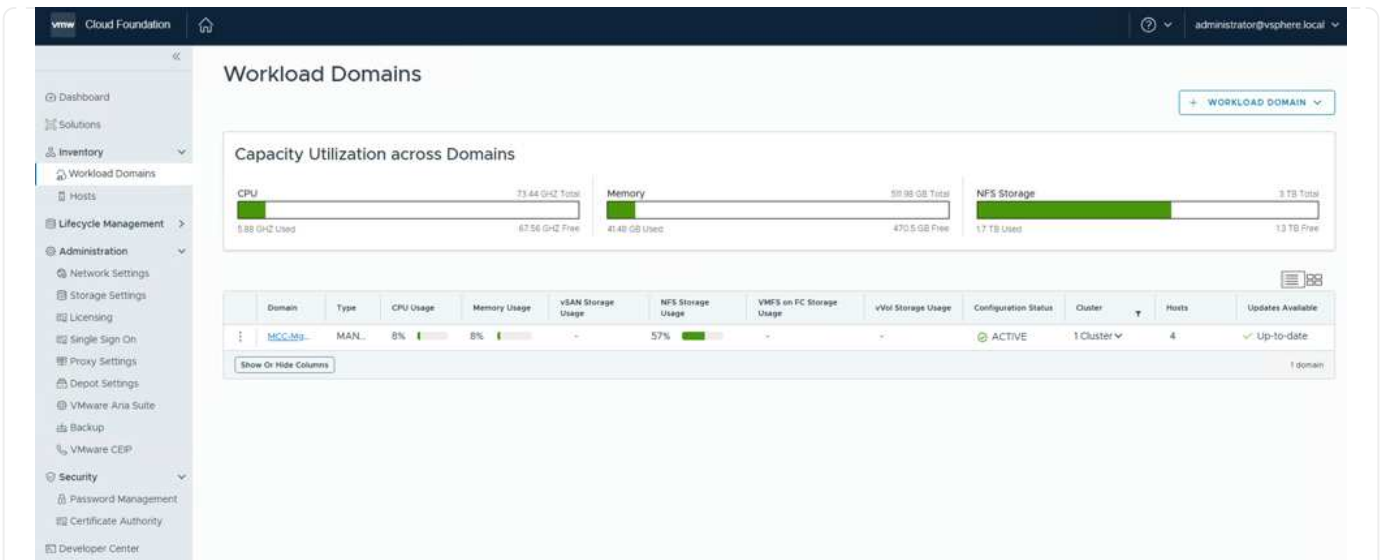 vmw Cloud Foundation
administrator@vsphere.local
Workload Domains
+ WORKLOAD DOMAIN
Dashboard
Solutions
Inventory
Workload Domains
Hosts
Lifecycle Management
Administration
Network Settings
Storage Settings
Licensing
Single Sign On
Proxy Settings
Depot Settings
VMware Aria Suite
Backup
VMware CEIP
Security
Password Management
Certificate Authority
Developer Center
Capacity Utilization across Domains
CPU 73.44 GHZ Total
5.88 GHZ Used 67.56 GHZ Free
Memory 511.98 GB Total
41.48 GB Used 470.5 GB Free
NFS Storage 3 TB Total
1.7 TB Used 1.3 TB Free
Domain Type CPU Usage Memory Usage vSAN Storage Usage NFS Storage Usage VMFS on FC Storage Usage vVol Storage Usage Configuration Status Cluster Hosts Updates Available
MCC-Ma... MAN... 8% 8% - 57% - - ACTIVE 1 Cluster 4 Up-to-date
Show Or Hide Columns 1 domain